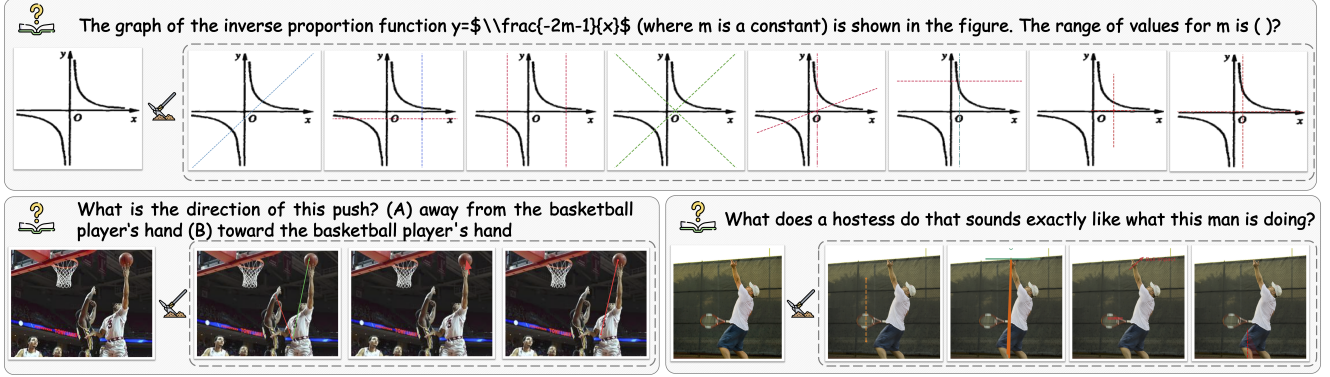 The graph of the inverse proportion function y=$\\frac{-2m-1}{x}$ (where m is a constant) is shown in the figure. The range of values for m is ( )?
y y y y y y y y y
O O O O O O O O O
x x x x x x x x x
What is the direction of this push? (A) away from the basketball
player's hand (B) toward the basketball player's hand
What does a hostess do that sounds exactly like what this man is doing?